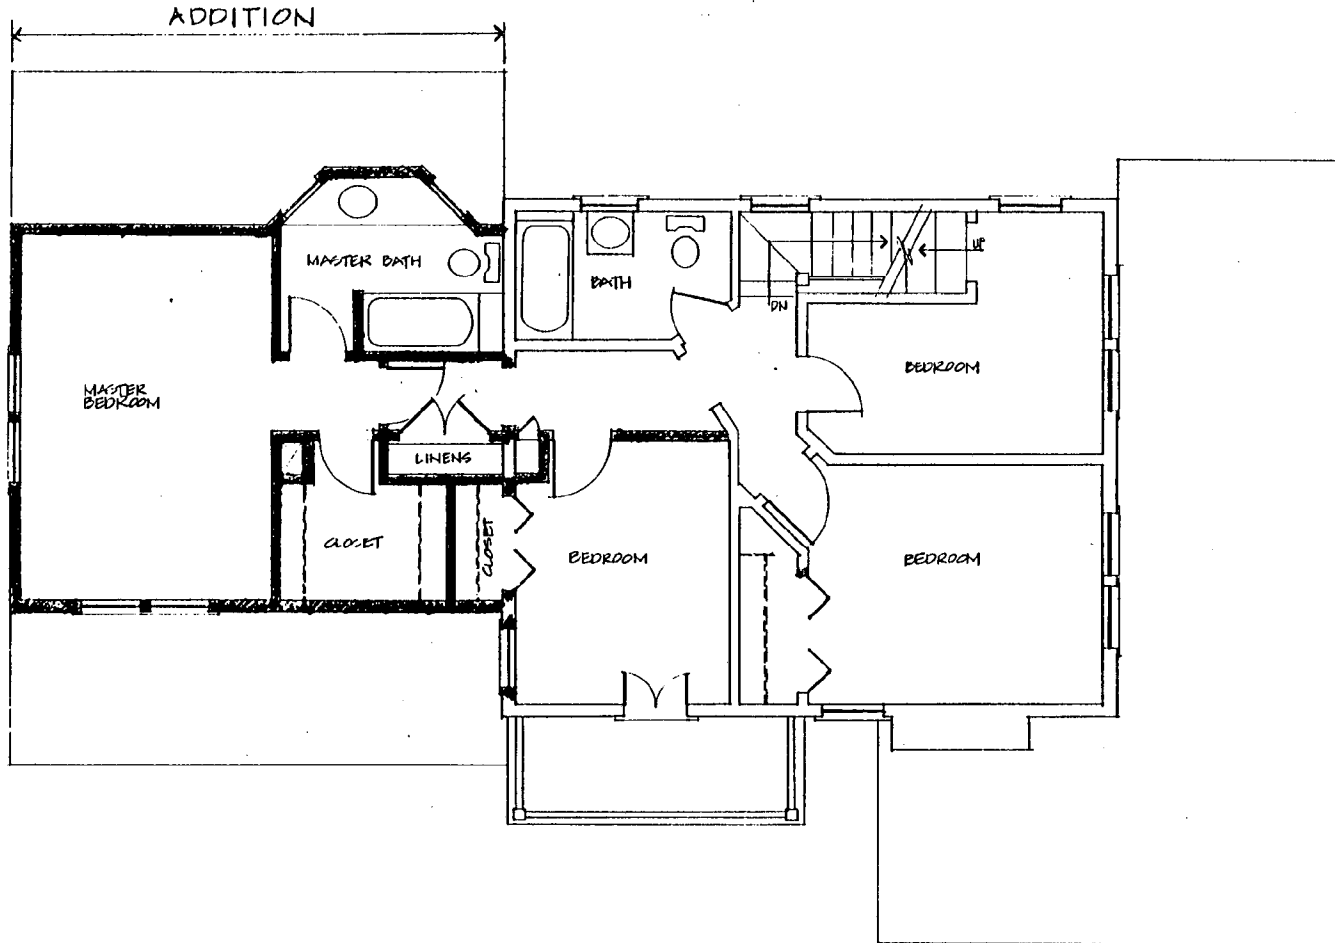 ADDITION
MASTER BATH
BATH
UP
DN
MASTER
BEDROOM
BEDROOM
LINENS
CLOSET
CLOSET
BEDROOM
BEDROOM